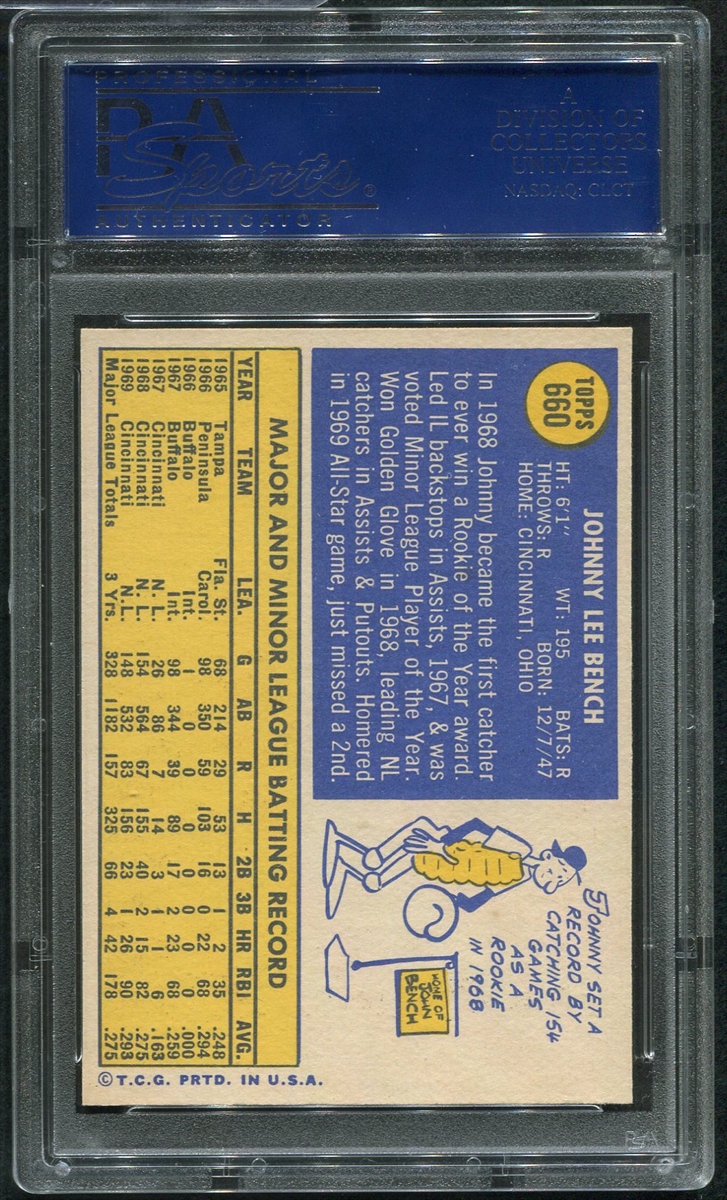 PROFESSIONAL
PSA
Sports®
AUTHENTICATOR
A
DIVISION OF
COLLECTORS
UNIVERSE
NASDAQ: CLCT
TOPPS
660
JOHNNY LEE BENCH
HT: 6'1" WT: 195 BATS: R
THROWS: R BORN: 12/7/47
HOME: CINCINNATI, OHIO
In 1968 Johnny became the first catcher
to ever win a Rookie of the Year award.
Led IL backstops in Assists, 1967, & was
voted Minor League Player of the Year.
Won Golden Glove in 1968, leading NL
catchers in Assists & Putouts. Homered
in 1969 All-Star game, just missed a 2nd.
JOHNNY SET A
RECORD BY
CATCHING 154
GAMES
AS A
ROOKIE
IN 1968
HOME OF
JOHN
BENCH
MAJOR AND MINOR LEAGUE BATTING RECORD
YEAR TEAM LEA. G AB R H 2B 3B HR RBI AVG.
1965 Tampa Fla. St. 68 214 29 53 13 1 2 35 .248
1966 Peninsula Carol. 98 350 59 103 16 0 22 68 .294
1966 Buffalo Int. 1 0 0 0 0 0 0 0 .000
1967 Buffalo Int. 98 344 39 89 17 2 23 68 .259
1967 Cincinnati N. L. 26 86 7 14 3 1 1 6 .163
1968 Cincinnati N. L. 154 564 67 155 40 2 15 82 .275
1969 Cincinnati N. L. 148 532 83 156 23 1 26 90 .293
Major League Totals 3 Yrs. 328 1182 157 325 66 4 42 178 .275
© T.C.G. PRTD. IN U.S.A.
PSA